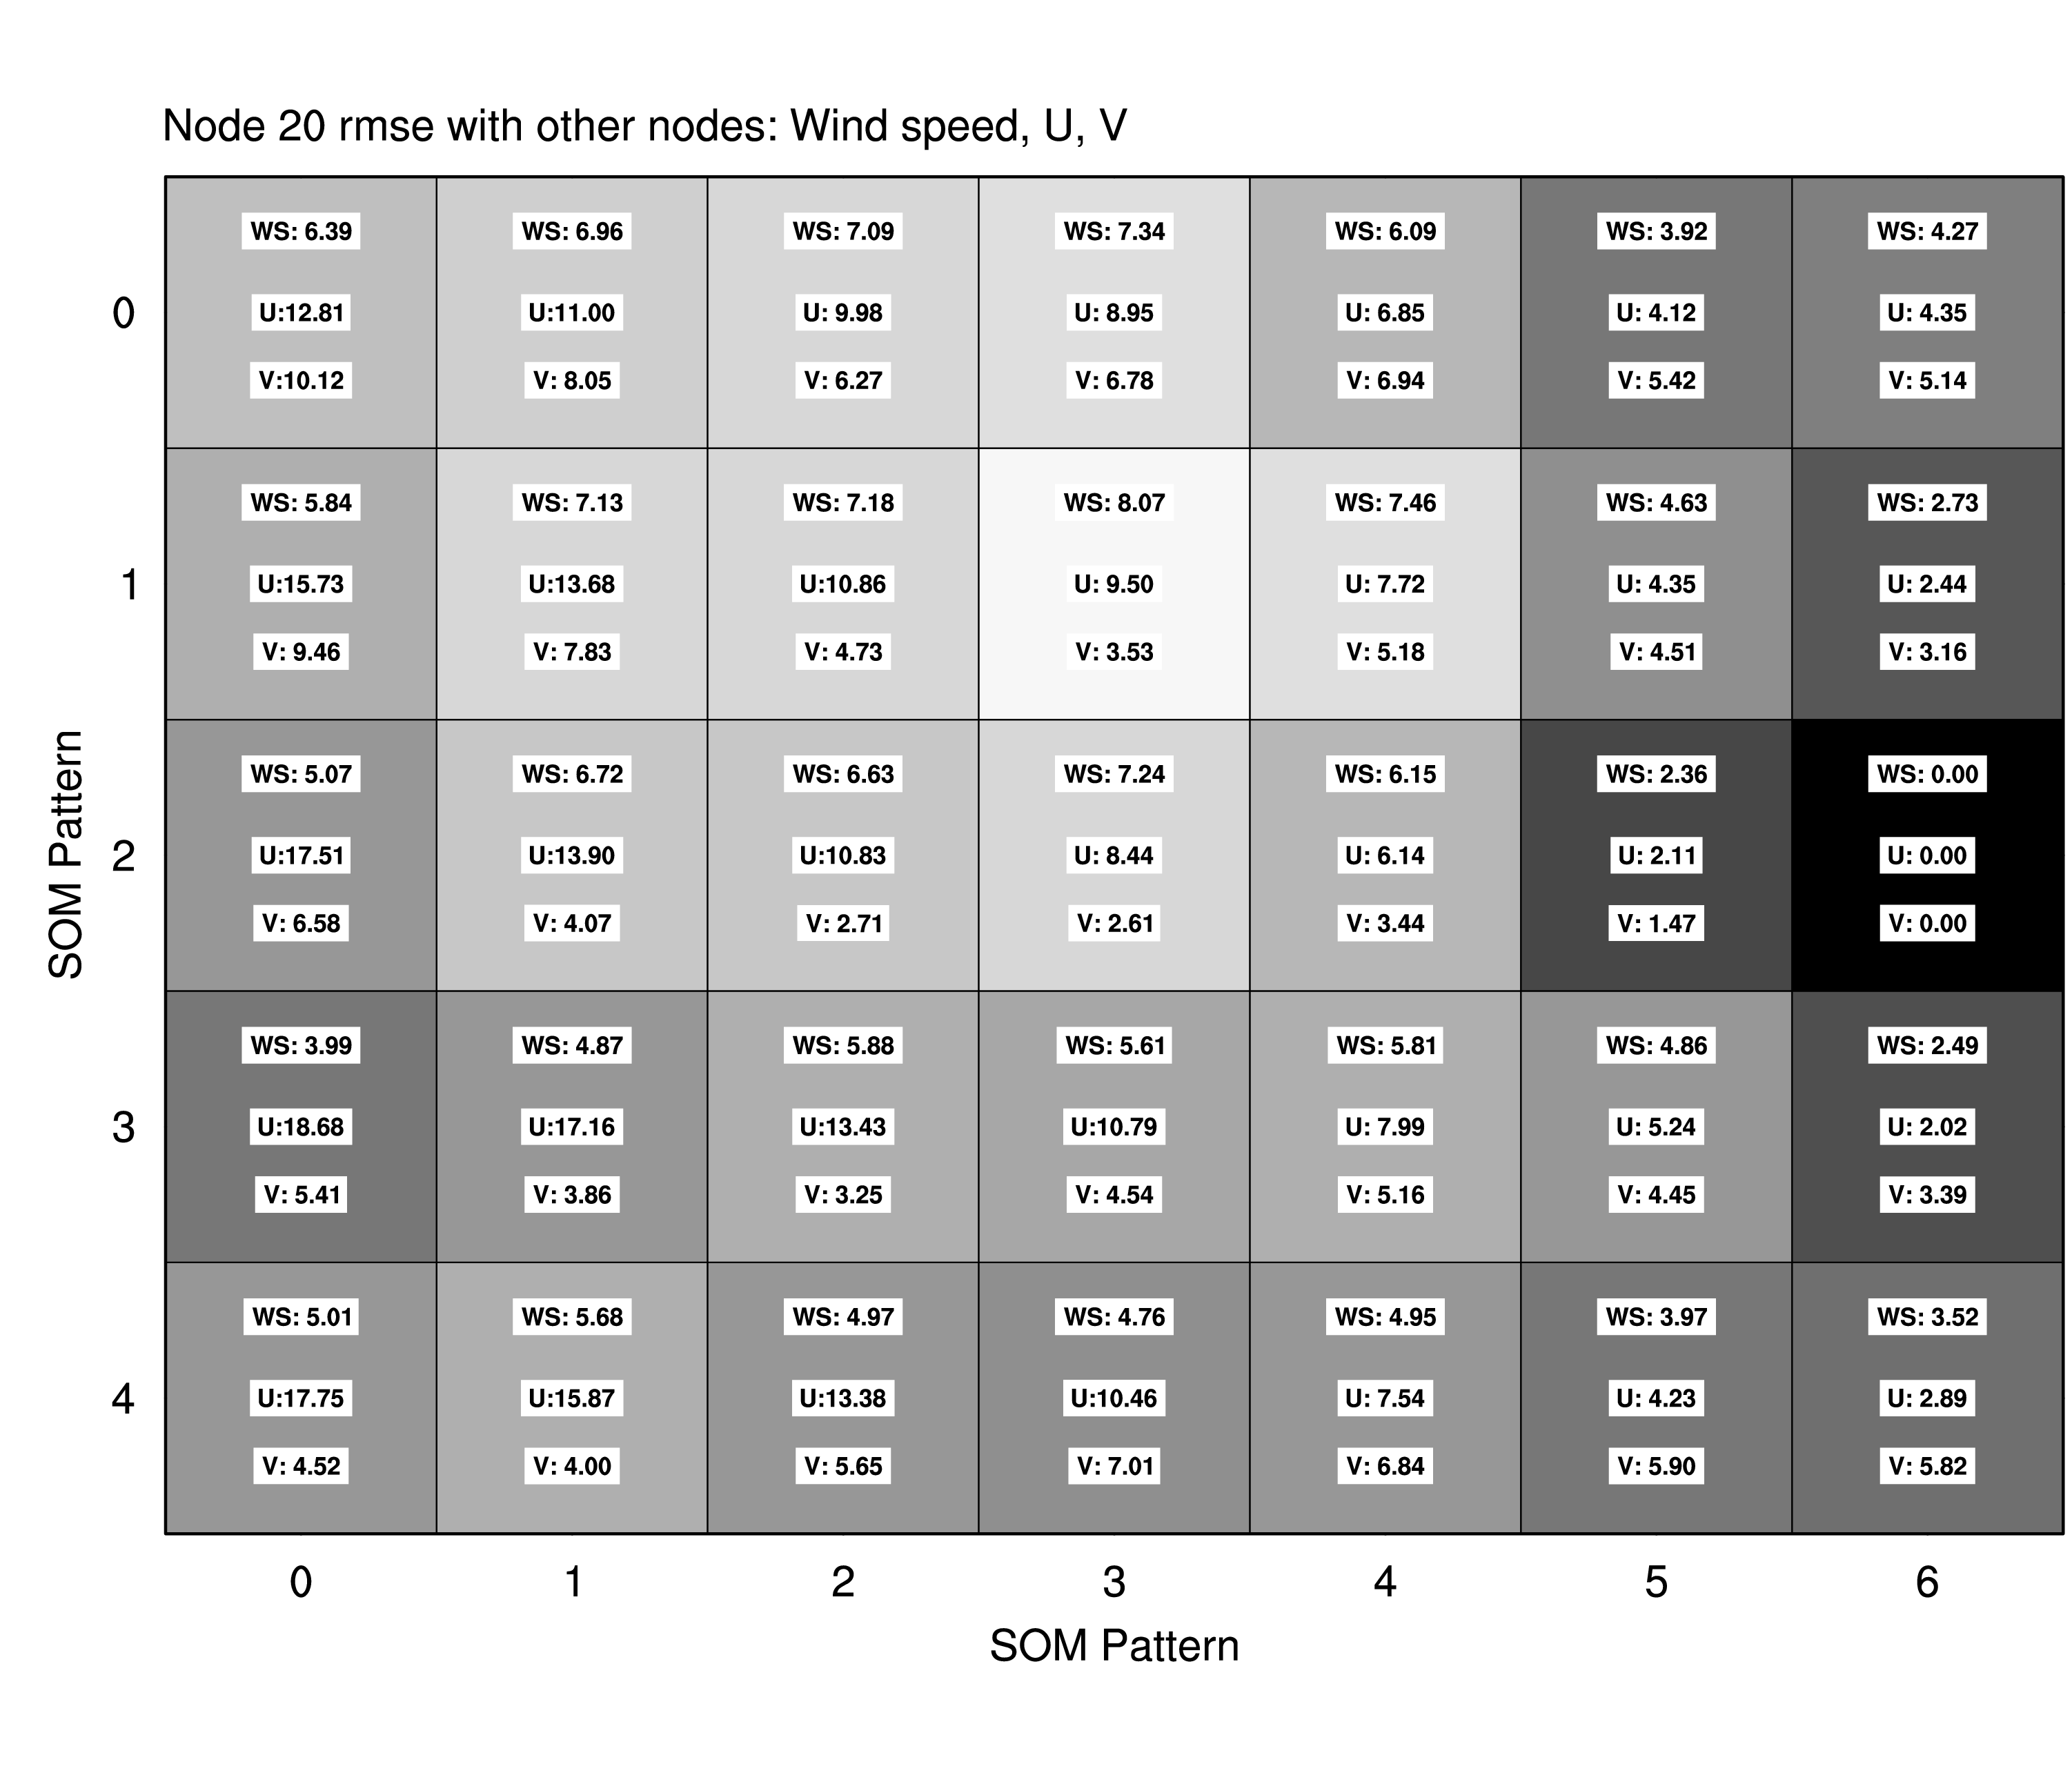 Node 20 rmse with other nodes: Wind speed, U, V
WS: 6.39 WS: 6.96 WS: 7.09 WS: 7.34 WS: 6.09 WS: 3.92 WS: 4.27
0 U:12.81 U:11.00 U: 9.98 U: 8.95 U: 6.85 U: 4.12 U: 4.35
V:10.12 V: 8.05 V: 6.27 V: 6.78 V: 6.94 V: 5.42 V: 5.14
WS: 5.84 WS: 7.13 WS: 7.18 WS: 8.07 WS: 7.46 WS: 4.63 WS: 2.73
1 U:15.73 U:13.68 U:10.86 U: 9.50 U: 7.72 U: 4.35 U: 2.44
V: 9.46 V: 7.83 V: 4.73 V: 3.53 V: 5.18 V: 4.51 V: 3.16
SOM Pattern
WS: 5.07 WS: 6.72 WS: 6.63 WS: 7.24 WS: 6.15 WS: 2.36 WS: 0.00
2 U:17.51 U:13.90 U:10.83 U: 8.44 U: 6.14 U: 2.11 U: 0.00
V: 6.58 V: 4.07 V: 2.71 V: 2.61 V: 3.44 V: 1.47 V: 0.00
WS: 3.99 WS: 4.87 WS: 5.88 WS: 5.61 WS: 5.81 WS: 4.86 WS: 2.49
3 U:18.68 U:17.16 U:13.43 U:10.79 U: 7.99 U: 5.24 U: 2.02
V: 5.41 V: 3.86 V: 3.25 V: 4.54 V: 5.16 V: 4.45 V: 3.39
WS: 5.01 WS: 5.68 WS: 4.97 WS: 4.76 WS: 4.95 WS: 3.97 WS: 3.52
4 U:17.75 U:15.87 U:13.38 U:10.46 U: 7.54 U: 4.23 U: 2.89
V: 4.52 V: 4.00 V: 5.65 V: 7.01 V: 6.84 V: 5.90 V: 5.82
0 1 2 3 4 5 6
SOM Pattern